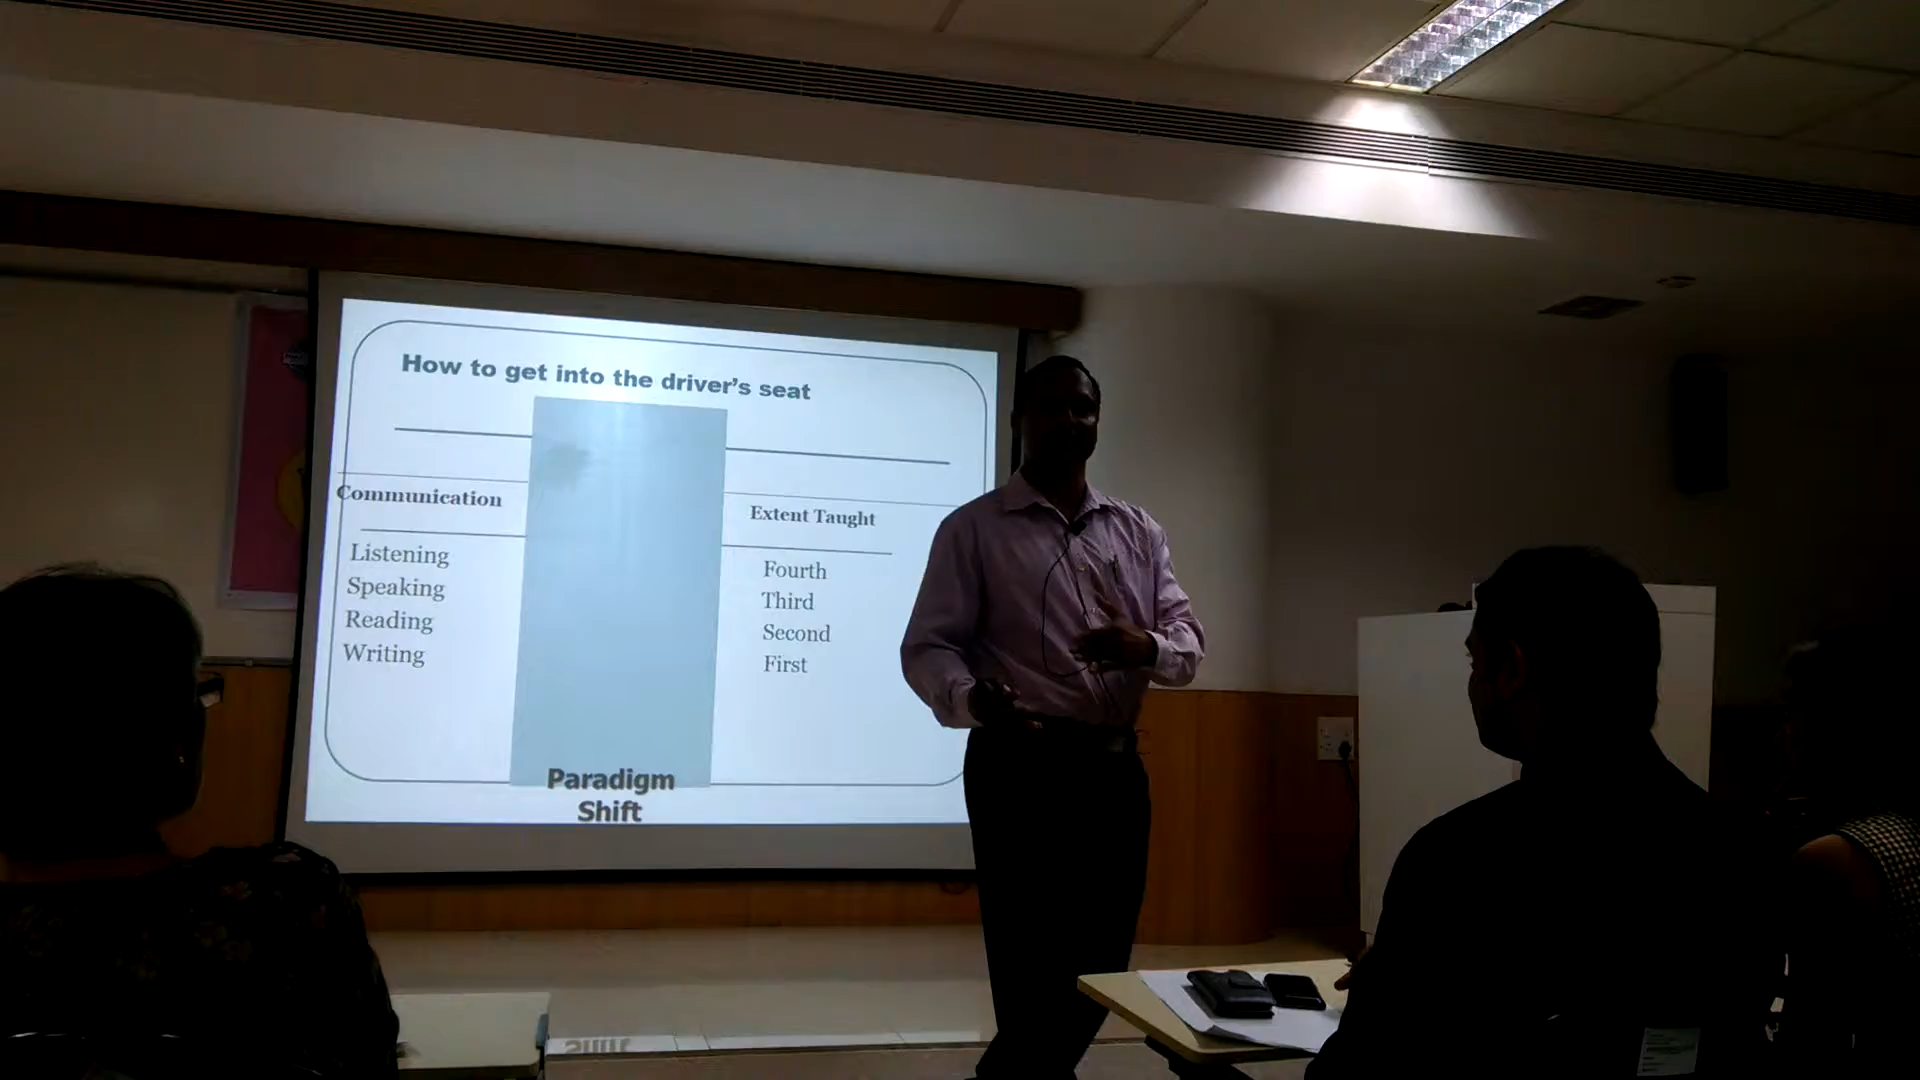 How to get into the driver's seat
Communication
Extent Taught
Listening
Fourth
Speaking
Third
Reading
Second
Writing
First
Paradigm
Shift